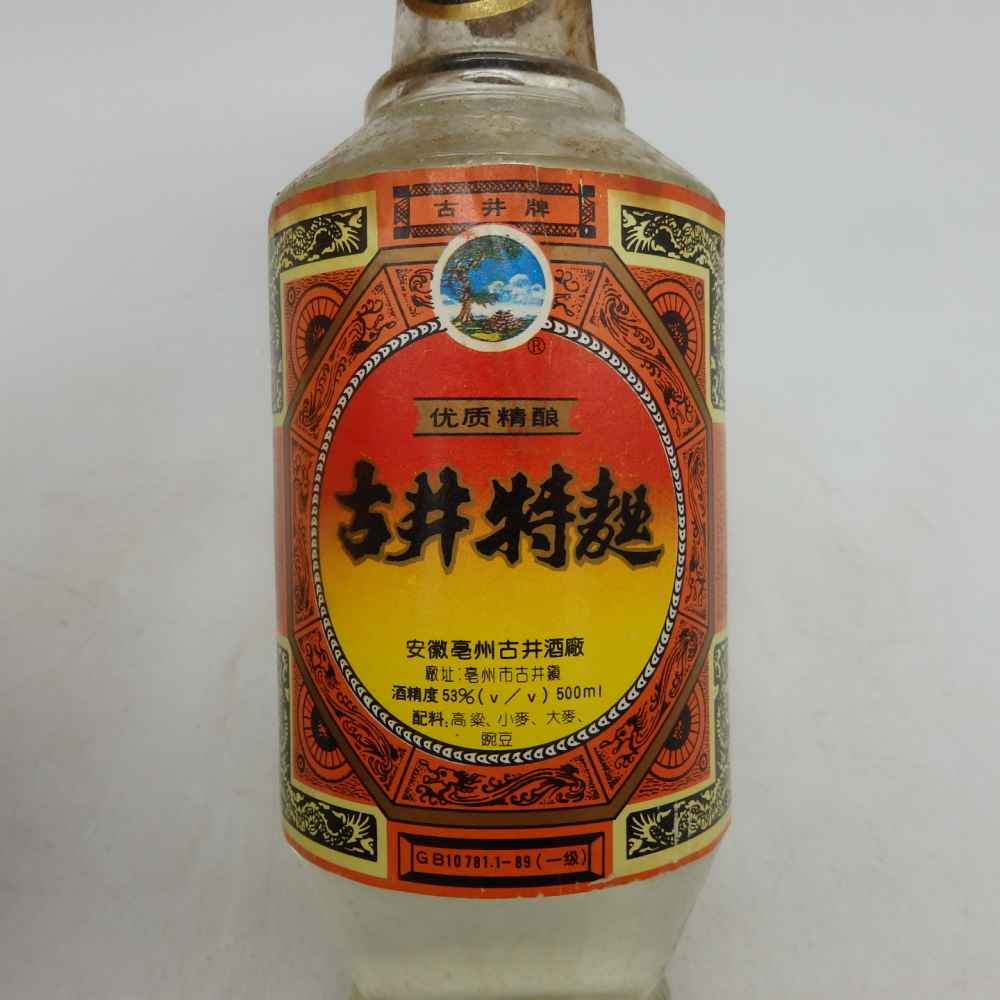 古井牌
®
优质精酿
古井特麯
安徽亳州古井酒廠
廠址:亳州市古井鎮
酒精度53%(v/v)500ml
配料:高粱、小麥、大麥、
豌豆
GB10781.1-89(一级)